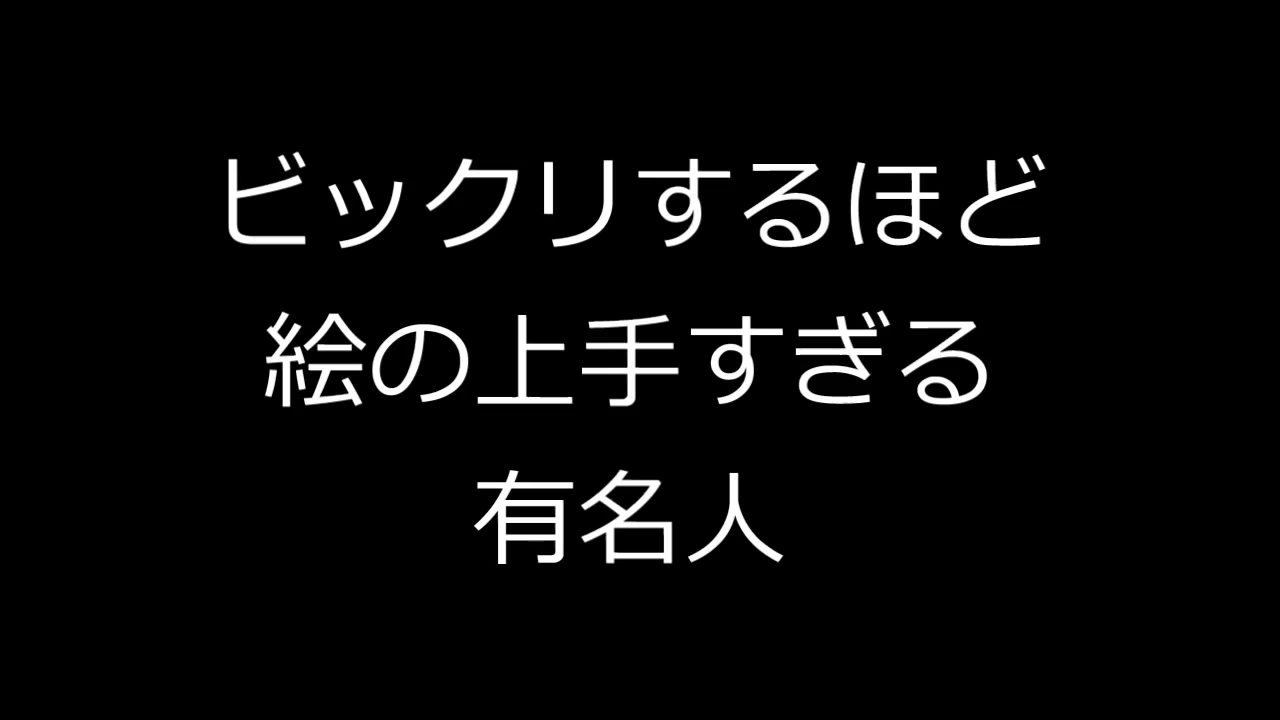 ビックリするほど
絵の上手すぎる
有名人